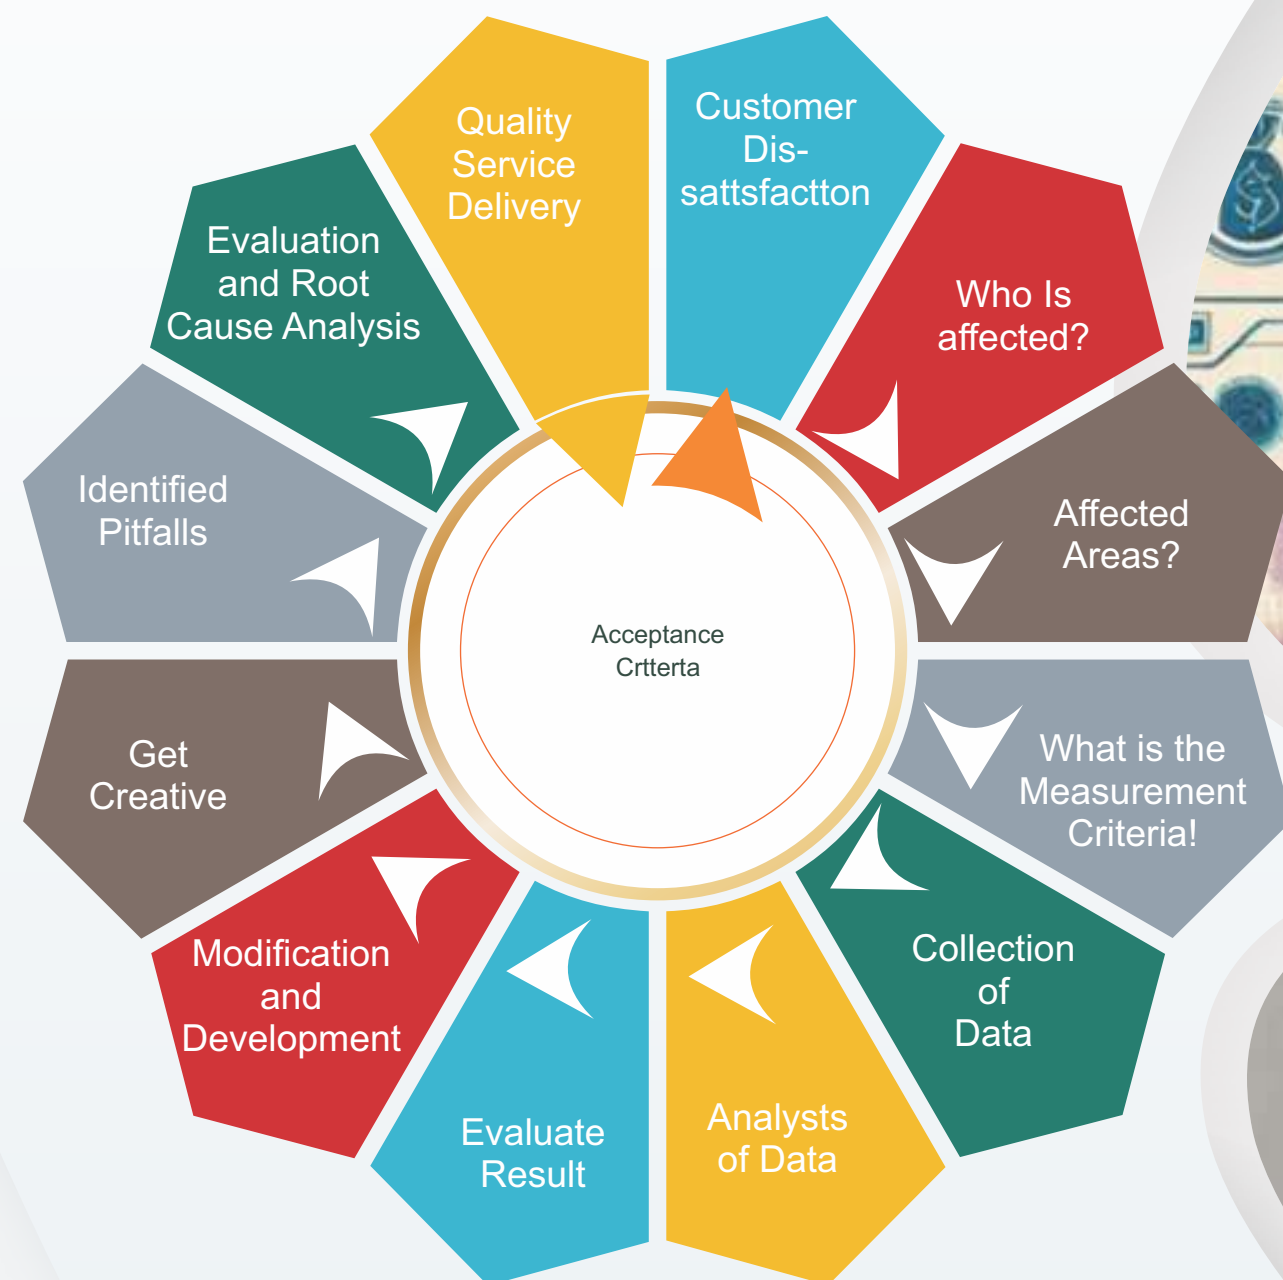 Customer
Dis-
sattsfactton
Who Is
affected?
Affected
Areas?
What is the
Measurement
Criteria!
Collection
of
Data
Analysts
of Data
Evaluate
Result
Modification
and
Development
Get
Creative
Identified
Pitfalls
Evaluation
and Root
Cause Analysis
Quality
Service
Delivery
Acceptance
Crtterta